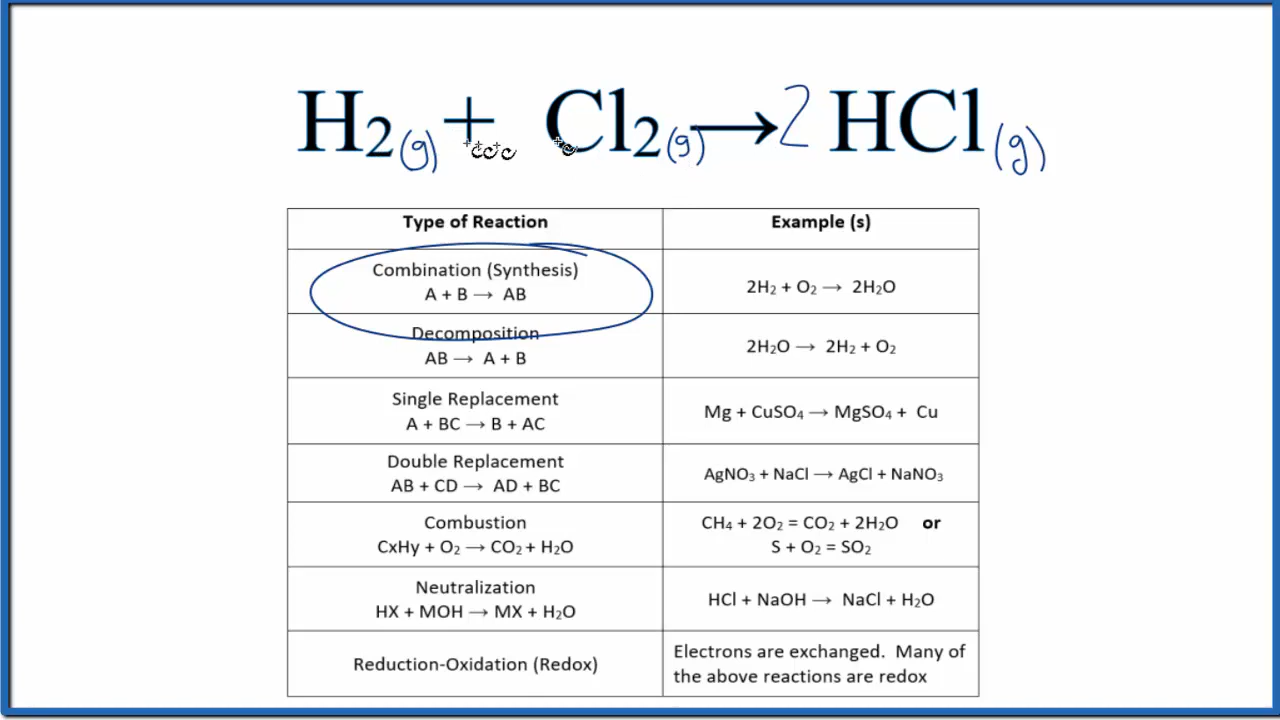 H2(g) + Cl2(g) → 2 HCl(g)
Type of Reaction Example (s)
Combination (Synthesis)
A + B → AB
2H₂ + O₂ → 2H₂O
Decomposition
AB → A + B
2H₂O → 2H₂ + O₂
Single Replacement
A + BC → B + AC
Mg + CuSO₄ → MgSO₄ + Cu
Double Replacement
AB + CD → AD + BC
AgNO₃ + NaCl → AgCl + NaNO₃
Combustion
CxHy + O₂ → CO₂ + H₂O
CH₄ + 2O₂ = CO₂ + 2H₂O or
S + O₂ = SO₂
Neutralization
HX + MOH → MX + H₂O
HCl + NaOH → NaCl + H₂O
Reduction-Oxidation (Redox)
Electrons are exchanged. Many of
the above reactions are redox